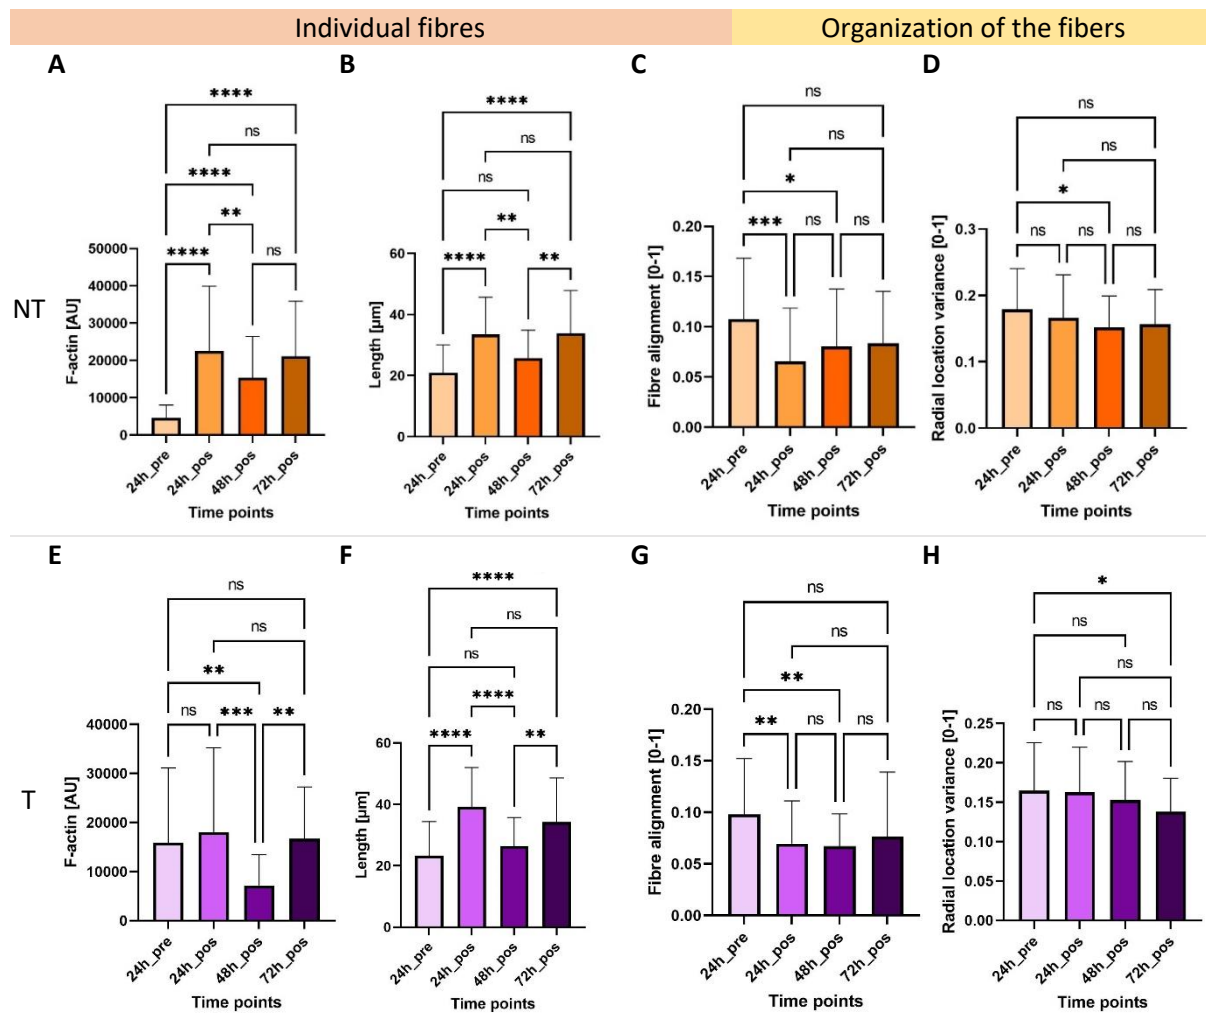 Individual fibres
Organization of the fibers
NT
A
****
ns
****
**
****
ns
50000
40000
30000
20000
10000
0
F-actin [AU]
24h_pre
24h_pos
48h_pos
72h_pos
Time points
B
****
ns
ns
**
****
**
60
40
20
0
Length [µm]
24h_pre
24h_pos
48h_pos
72h_pos
Time points
C
ns
ns
*
***
ns
ns
0.20
0.15
0.10
0.05
0.00
Fibre alignment [0-1]
24h_pre
24h_pos
48h_pos
72h_pos
Time points
D
ns
ns
*
ns
ns
ns
0.3
0.2
0.1
0.0
Radial location variance [0-1]
24h_pre
24h_pos
48h_pos
72h_pos
Time points
T
E
ns
ns
**
ns
***
**
40000
30000
20000
10000
0
F-actin [AU]
24h_pre
24h_pos
48h_pos
72h_pos
Time points
F
****
ns
ns
****
****
**
60
40
20
0
Length [µm]
24h_pre
24h_pos
48h_pos
72h_pos
Time points
G
ns
ns
**
**
ns
ns
0.20
0.15
0.10
0.05
0.00
Fibre alignment [0-1]
24h_pre
24h_pos
48h_pos
72h_pos
Time points
H
*
ns
ns
ns
ns
ns
0.25
0.20
0.15
0.10
0.05
0.00
Radial location variance [0-1]
24h_pre
24h_pos
48h_pos
72h_pos
Time points